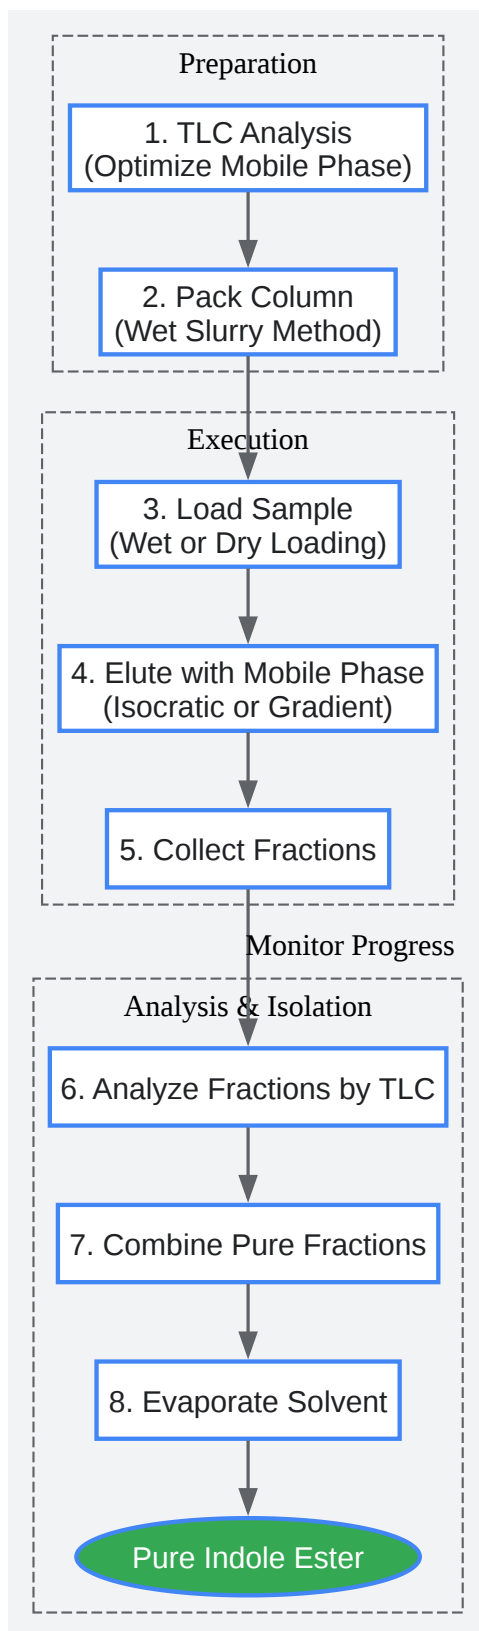 Preparation
1. TLC Analysis
(Optimize Mobile Phase)
2. Pack Column
(Wet Slurry Method)
Execution
3. Load Sample
(Wet or Dry Loading)
4. Elute with Mobile Phase
(Isocratic or Gradient)
5. Collect Fractions
Monitor Progress
Analysis & Isolation
6. Analyze Fractions by TLC
7. Combine Pure Fractions
8. Evaporate Solvent
Pure Indole Ester